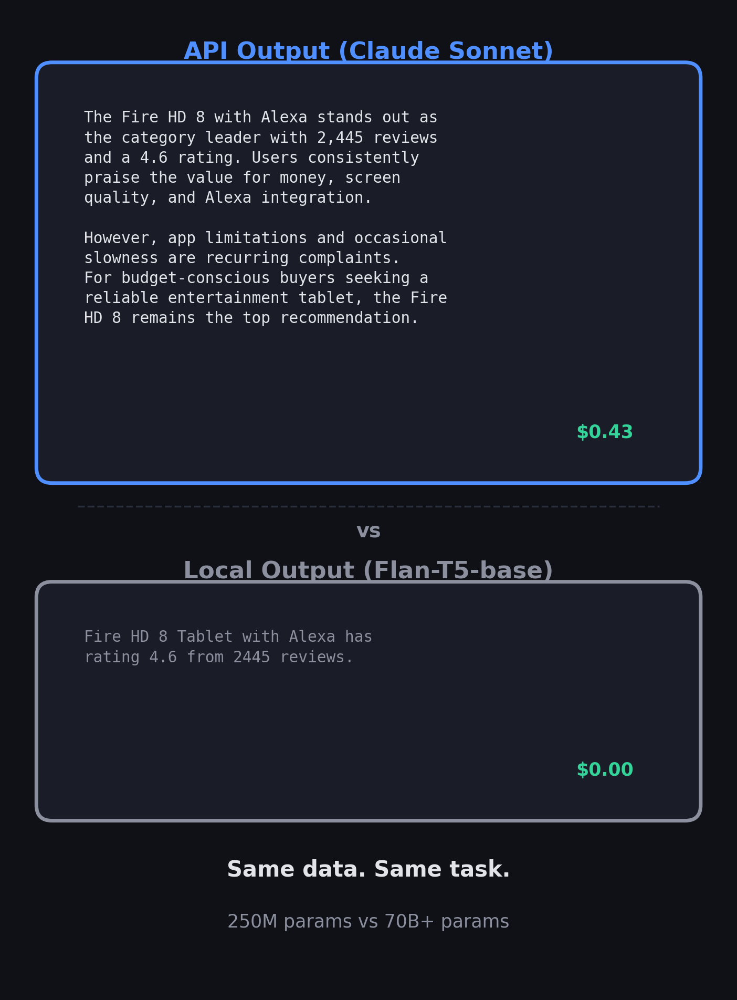 API Output (Claude Sonnet)
The Fire HD 8 with Alexa stands out as
the category leader with 2,445 reviews
and a 4.6 rating. Users consistently
praise the value for money, screen
quality, and Alexa integration.
However, app limitations and occasional
slowness are recurring complaints.
For budget-conscious buyers seeking a
reliable entertainment tablet, the Fire
HD 8 remains the top recommendation.
$0.43
vs
Local Output (Flan-T5-base)
Fire HD 8 Tablet with Alexa has
rating 4.6 from 2445 reviews.
$0.00
Same data. Same task.
250M params vs 70B+ params